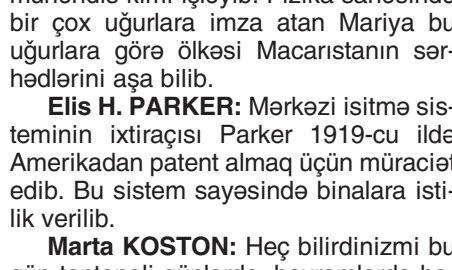 mühəndis kimi işləyib. Fizika sahəsində
bir çox uğurlara imza atan Mariya bu
uğurlara görə ölkəsi Macarıstanın sər-
hədlərini aşa bilib.
Elis H. PARKER: Mərkəzi isitmə sis-
teminin ixtiraçısı Parker 1919-cu ildə
Amerikadan patent almaq üçün müraciət
edib. Bu sistem sayəsində binalara isti-
lik verilib.
Marta KOSTON: Heç bilirdinizmi bu
gün təntənəli günlərdə, bayramlarda